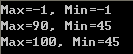 Max=-1, Min=-1
Max=90, Min=45
Max=100, Min=45